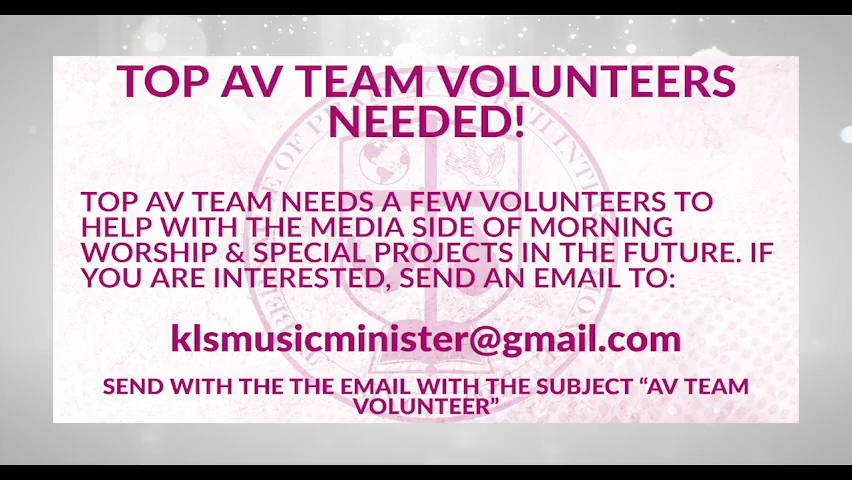 TOP AV TEAM VOLUNTEERS
NEEDED!
TOP AV TEAM NEEDS A FEW VOLUNTEERS TO
HELP WITH THE MEDIA SIDE OF MORNING
WORSHIP & SPECIAL PROJECTS IN THE FUTURE. IF
YOU ARE INTERESTED, SEND AN EMAIL TO:
klsmusicminister@gmail.com
SEND WITH THE THE EMAIL WITH THE SUBJECT “AV TEAM
VOLUNTEER”